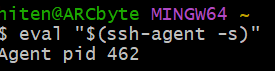 niten@ARCbyte MINGW64 ~
$ eval "$(ssh-agent -s)"
Agent pid 462